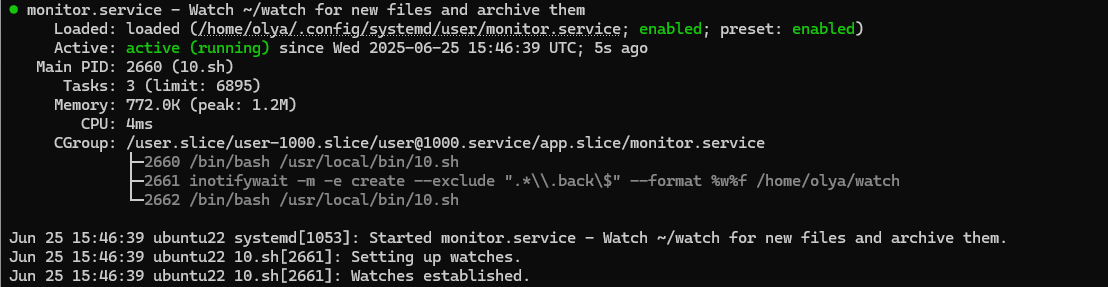 ● monitor.service - Watch ~/watch for new files and archive them
     Loaded: loaded (/home/olya/.config/systemd/user/monitor.service; enabled; preset: enabled)
     Active: active (running) since Wed 2025-06-25 15:46:39 UTC; 5s ago
   Main PID: 2660 (10.sh)
      Tasks: 3 (limit: 6895)
     Memory: 772.0K (peak: 1.2M)
        CPU: 4ms
     CGroup: /user.slice/user-1000.slice/user@1000.service/app.slice/monitor.service
             ├─2660 /bin/bash /usr/local/bin/10.sh
             ├─2661 inotifywait -m -e create --exclude ".*\\.back\$" --format %w%f /home/olya/watch
             └─2662 /bin/bash /usr/local/bin/10.sh

Jun 25 15:46:39 ubuntu22 systemd[1053]: Started monitor.service - Watch ~/watch for new files and archive them.
Jun 25 15:46:39 ubuntu22 10.sh[2661]: Setting up watches.
Jun 25 15:46:39 ubuntu22 10.sh[2661]: Watches established.